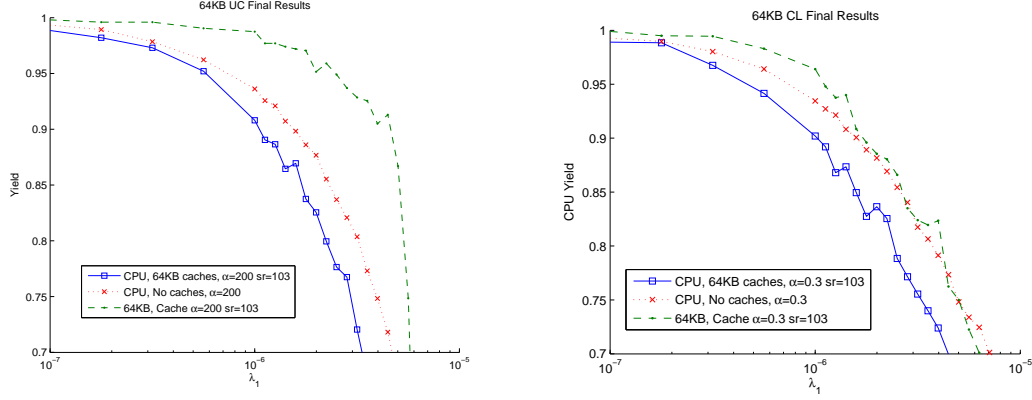 64KB UC Final Results
1
0.95
0.9
0.85
0.8
0.75
0.7
Yield
CPU, 64KB caches, α=200 sr=103
CPU, No caches, α=200
64KB, Cache α=200 sr=103
10⁻⁷
10⁻⁶
10⁻⁵
λ₁
64KB CL Final Results
1
0.95
0.9
0.85
0.8
0.75
0.7
CPU Yield
CPU, 64KB caches, α=0.3 sr=103
CPU, No caches, α=0.3
64KB, Cache α=0.3 sr=103
10⁻⁷
10⁻⁶
10⁻⁵
λ₁